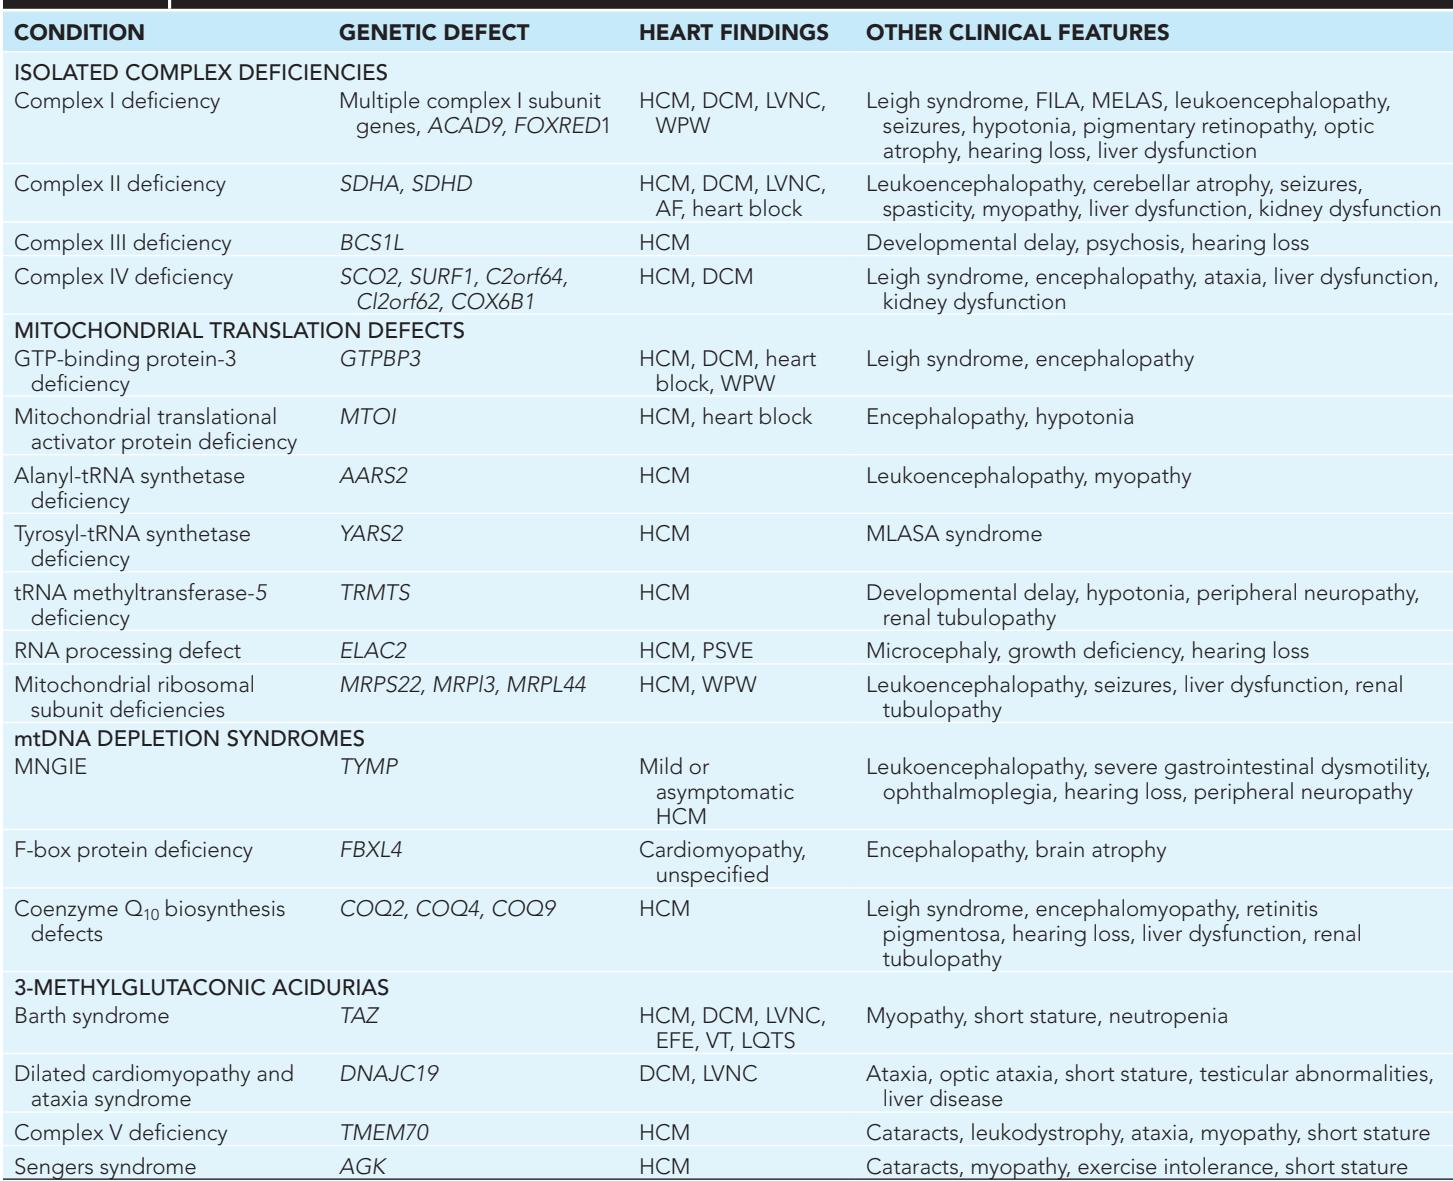 CONDITION GENETIC DEFECT HEART FINDINGS OTHER CLINICAL FEATURES
ISOLATED COMPLEX DEFICIENCIES
Complex I deficiency Multiple complex I subunit HCM, DCM, LVNC, Leigh syndrome, FILA, MELAS, leukoencephalopathy,
genes, ACAD9, FOXRED1 WPW seizures, hypotonia, pigmentary retinopathy, optic
atrophy, hearing loss, liver dysfunction
Complex II deficiency SDHA, SDHD HCM, DCM, LVNC, Leukoencephalopathy, cerebellar atrophy, seizures,
AF, heart block spasticity, myopathy, liver dysfunction, kidney dysfunction
Complex III deficiency BCS1L HCM Developmental delay, psychosis, hearing loss
Complex IV deficiency SCO2, SURF1, C2orf64, HCM, DCM Leigh syndrome, encephalopathy, ataxia, liver dysfunction,
Cl2orf62, COX6B1 kidney dysfunction
MITOCHONDRIAL TRANSLATION DEFECTS
GTP-binding protein-3 GTPBP3 HCM, DCM, heart Leigh syndrome, encephalopathy
deficiency block, WPW
Mitochondrial translational MTOI HCM, heart block Encephalopathy, hypotonia
activator protein deficiency
Alanyl-tRNA synthetase AARS2 HCM Leukoencephalopathy, myopathy
deficiency
Tyrosyl-tRNA synthetase YARS2 HCM MLASA syndrome
deficiency
tRNA methyltransferase-5 TRMTS HCM Developmental delay, hypotonia, peripheral neuropathy,
deficiency renal tubulopathy
RNA processing defect ELAC2 HCM, PSVE Microcephaly, growth deficiency, hearing loss
Mitochondrial ribosomal MRPS22, MRPl3, MRPL44 HCM, WPW Leukoencephalopathy, seizures, liver dysfunction, renal
subunit deficiencies tubulopathy
mtDNA DEPLETION SYNDROMES
MNGIE TYMP Mild or Leukoencephalopathy, severe gastrointestinal dysmotility,
asymptomatic ophthalmoplegia, hearing loss, peripheral neuropathy
HCM
F-box protein deficiency FBXL4 Cardiomyopathy, Encephalopathy, brain atrophy
unspecified
Coenzyme Q10 biosynthesis COQ2, COQ4, COQ9 HCM Leigh syndrome, encephalomyopathy, retinitis
defects pigmentosa, hearing loss, liver dysfunction, renal
tubulopathy
3-METHYLGLUTACONIC ACIDURIAS
Barth syndrome TAZ HCM, DCM, LVNC, Myopathy, short stature, neutropenia
EFE, VT, LQTS
Dilated cardiomyopathy and DNAJC19 DCM, LVNC Ataxia, optic ataxia, short stature, testicular abnormalities,
ataxia syndrome liver disease
Complex V deficiency TMEM70 HCM Cataracts, leukodystrophy, ataxia, myopathy, short stature
Sengers syndrome AGK HCM Cataracts, myopathy, exercise intolerance, short stature